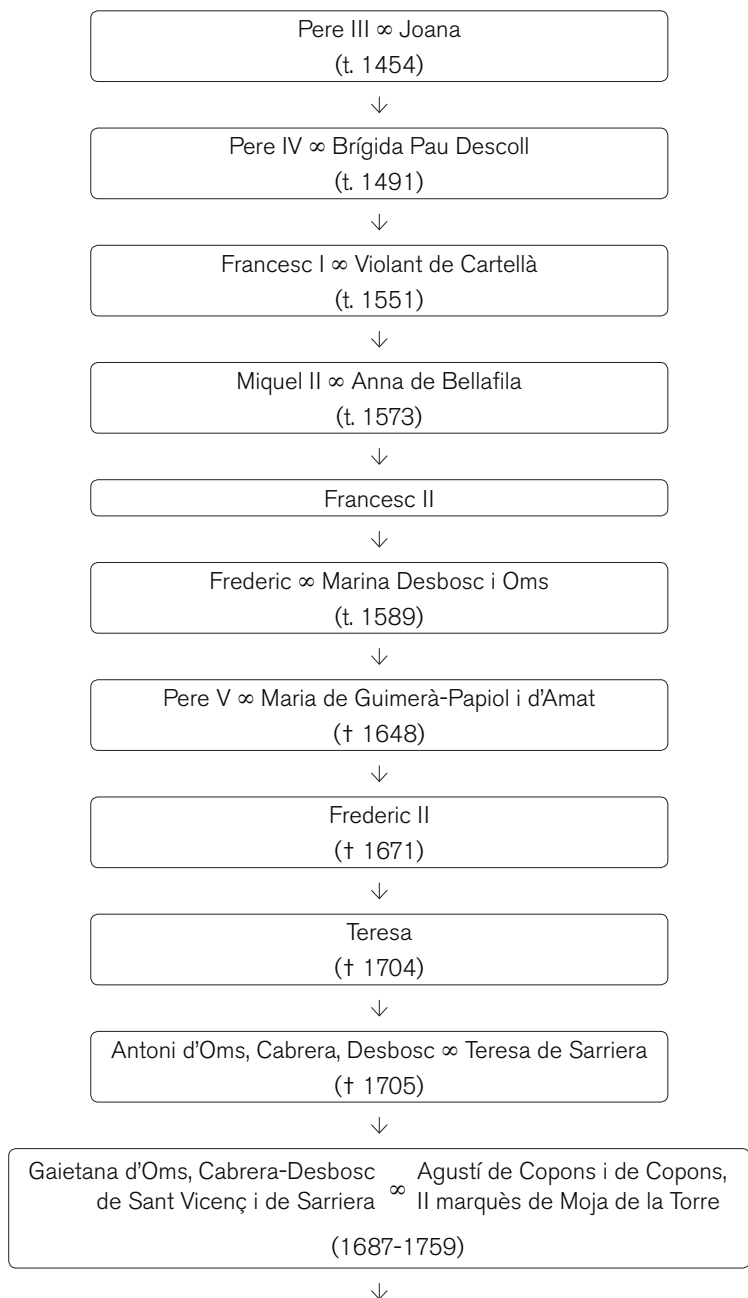 Pere III ∞ Joana
(t. 1454)
↓
Pere IV ∞ Brígida Pau Descoll
(t. 1491)
↓
Francesc I ∞ Violant de Cartellà
(t. 1551)
↓
Miquel II ∞ Anna de Bellafila
(t. 1573)
↓
Francesc II
↓
Frederic ∞ Marina Desbosc i Oms
(t. 1589)
↓
Pere V ∞ Maria de Guimerà-Papiol i d'Amat
(† 1648)
↓
Frederic II
(† 1671)
↓
Teresa
(† 1704)
↓
Antoni d'Oms, Cabrera, Desbosc ∞ Teresa de Sarriera
(† 1705)
↓
Gaietana d'Oms, Cabrera-Desbosc
de Sant Vicenç i de Sarriera
∞
Agustí de Copons i de Copons,
II marquès de Moja de la Torre
(1687-1759)
↓